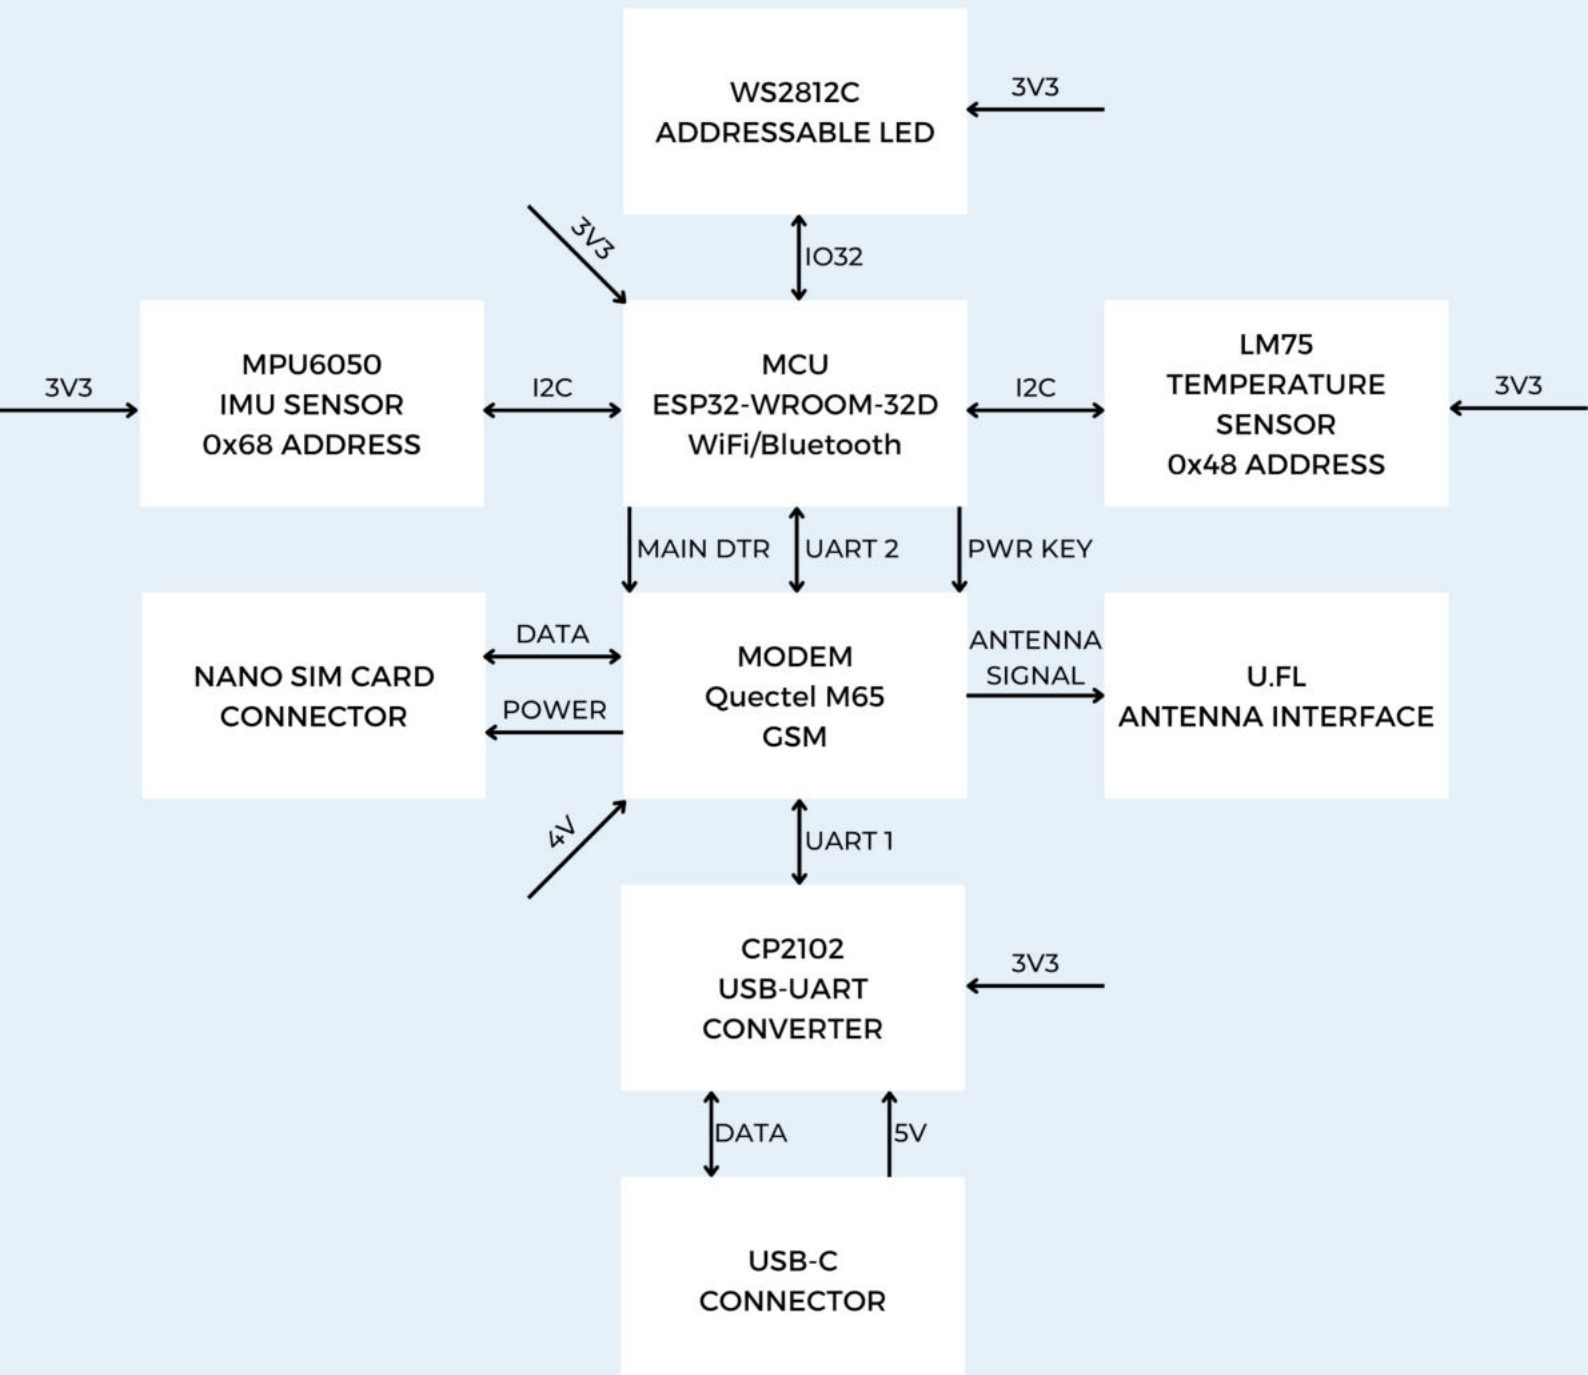 WS2812C
ADDRESSABLE LED
3V3
3V3
IO32
3V3
MPU6050
IMU SENSOR
0x68 ADDRESS
I2C
MCU
ESP32-WROOM-32D
WiFi/Bluetooth
I2C
LM75
TEMPERATURE
SENSOR
0x48 ADDRESS
3V3
MAIN DTR
UART 2
PWR KEY
NANO SIM CARD
CONNECTOR
DATA
POWER
MODEM
Quectel M65
GSM
ANTENNA
SIGNAL
U.FL
ANTENNA INTERFACE
4V
UART 1
CP2102
USB-UART
CONVERTER
3V3
DATA
5V
USB-C
CONNECTOR